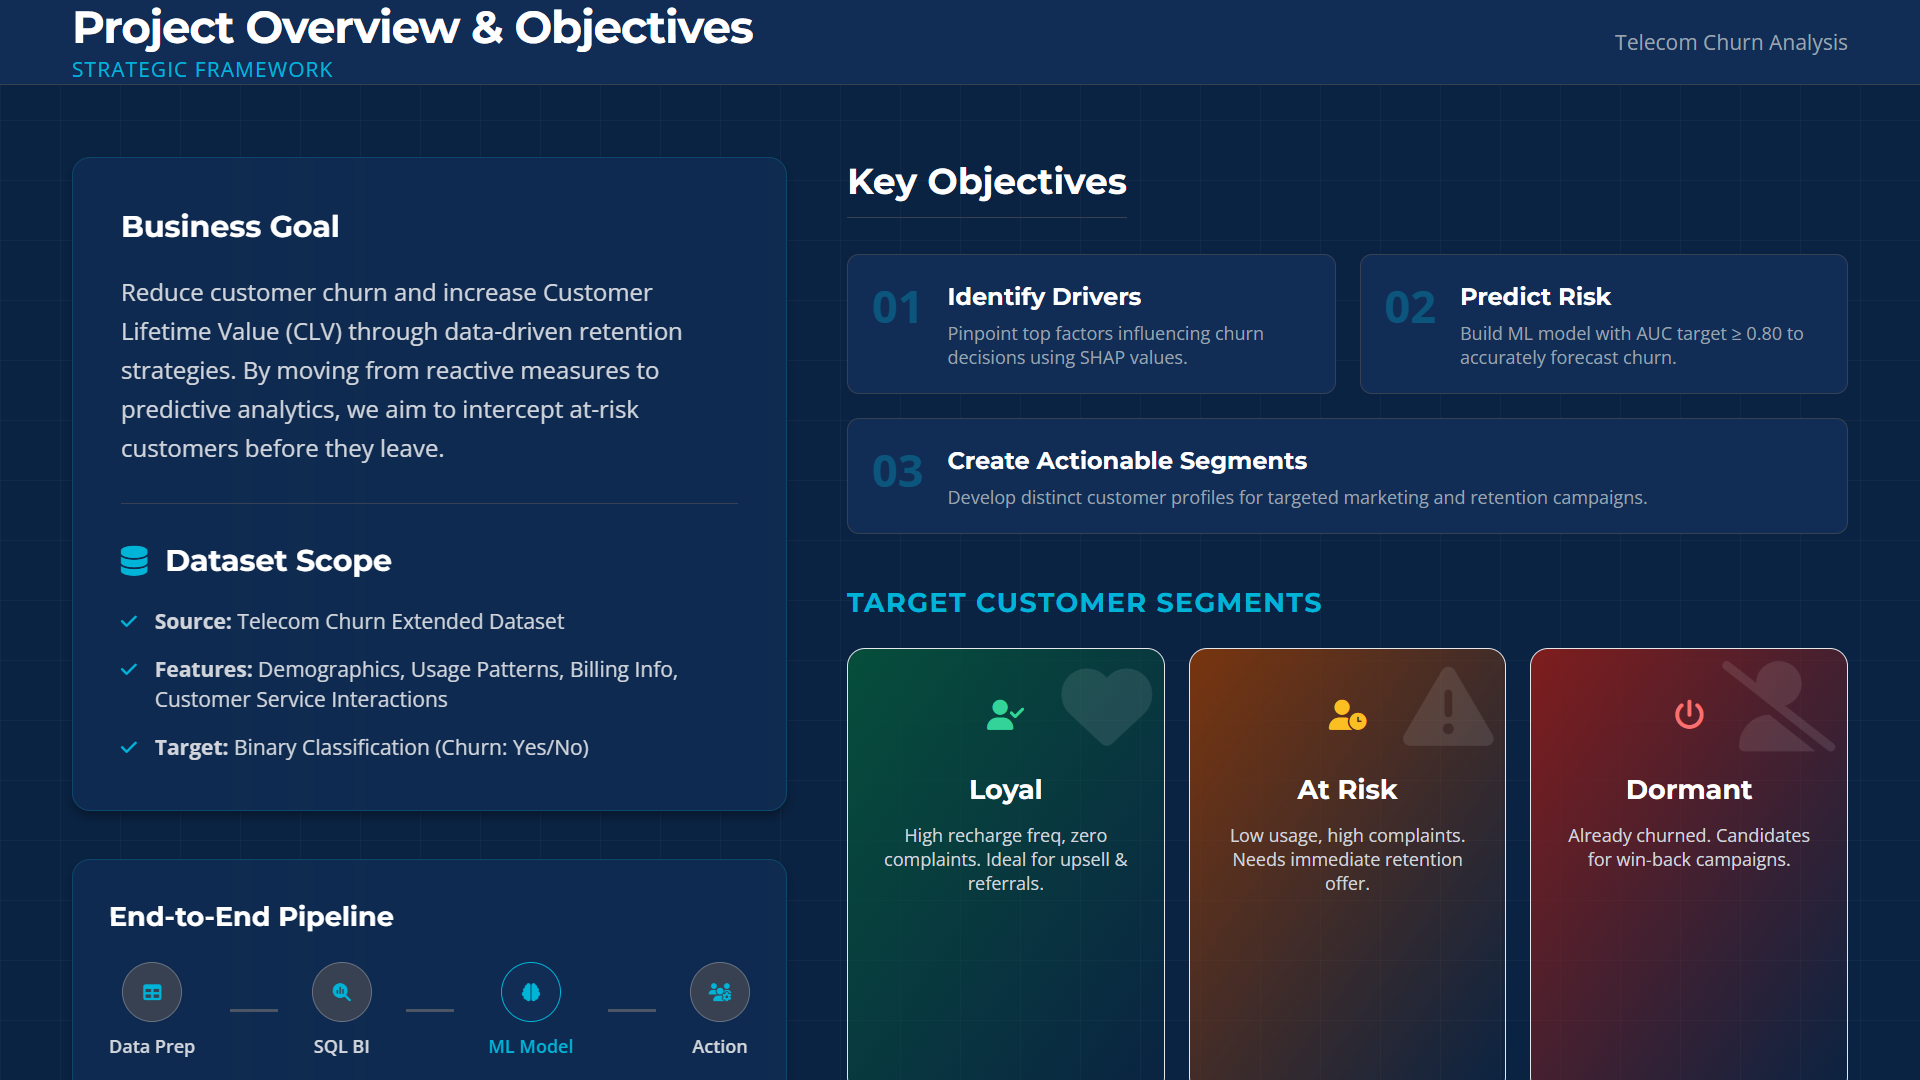 Project Overview & Objectives
STRATEGIC FRAMEWORK
Telecom Churn Analysis
Business Goal
Reduce customer churn and increase Customer
Lifetime Value (CLV) through data-driven retention
strategies. By moving from reactive measures to
predictive analytics, we aim to intercept at-risk
customers before they leave.
Dataset Scope
Source: Telecom Churn Extended Dataset
Features: Demographics, Usage Patterns, Billing Info,
Customer Service Interactions
Target: Binary Classification (Churn: Yes/No)
End-to-End Pipeline
Data Prep
SQL BI
ML Model
Action
Key Objectives
01
Identify Drivers
Pinpoint top factors influencing churn
decisions using SHAP values.
02
Predict Risk
Build ML model with AUC target ≥ 0.80 to
accurately forecast churn.
03
Create Actionable Segments
Develop distinct customer profiles for targeted marketing and retention campaigns.
TARGET CUSTOMER SEGMENTS
Loyal
High recharge freq, zero
complaints. Ideal for upsell &
referrals.
At Risk
Low usage, high complaints.
Needs immediate retention
offer.
Dormant
Already churned. Candidates
for win-back campaigns.